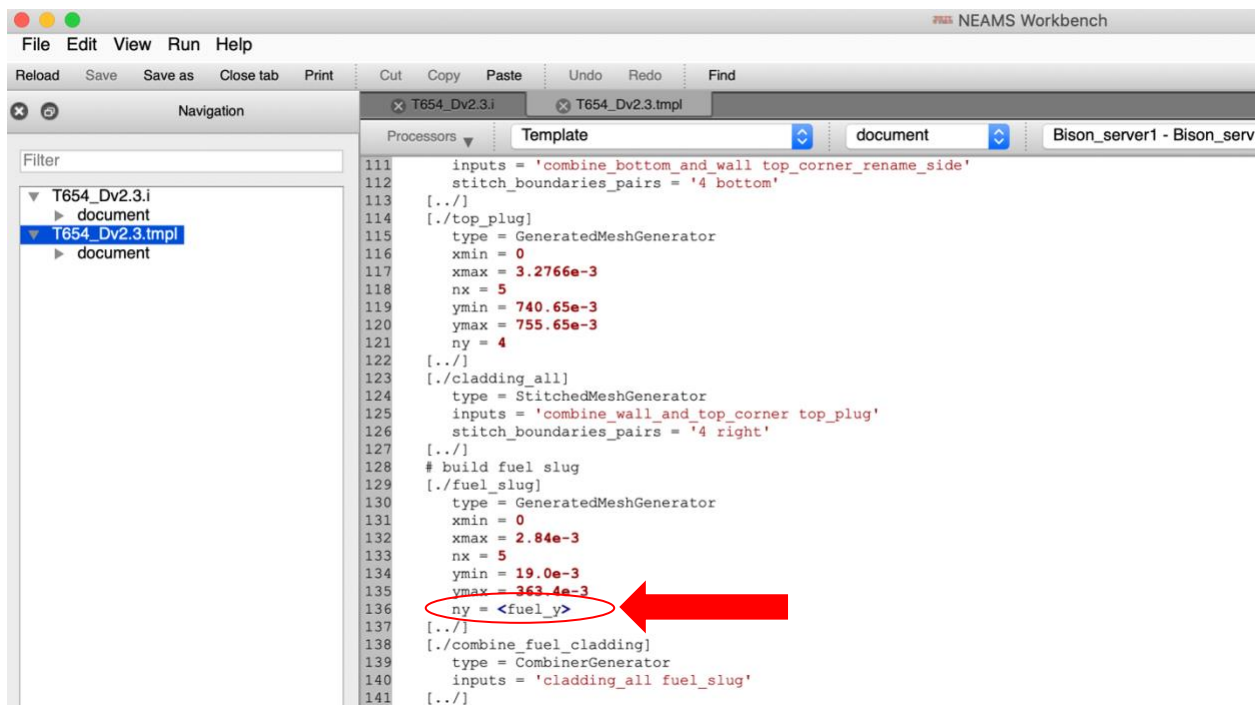 NEAMS Workbench
File Edit View Run Help
Reload Save Save as Close tab Print Cut Copy Paste Undo Redo Find
Navigation
T654_Dv2.3.i T654_Dv2.3.tmpl
Processors Template document Bison_server1 - Bison_serv
Filter
T654_Dv2.3.i
document
T654_Dv2.3.tmpl
document
111 inputs = 'combine_bottom_and_wall top_corner_rename_side'
112 stitch_boundaries_pairs = '4 bottom'
113 [../]
114 [./top_plug]
115 type = GeneratedMeshGenerator
116 xmin = 0
117 xmax = 3.2766e-3
118 nx = 5
119 ymin = 740.65e-3
120 ymax = 755.65e-3
121 ny = 4
122 [../]
123 [./cladding_all]
124 type = StitchedMeshGenerator
125 inputs = 'combine_wall_and_top_corner top_plug'
126 stitch_boundaries_pairs = '4 right'
127 [../]
128 # build fuel slug
129 [./fuel_slug]
130 type = GeneratedMeshGenerator
131 xmin = 0
132 xmax = 2.84e-3
133 nx = 5
134 ymin = 19.0e-3
135 ymax = 363.4e-3
136 ny = <fuel_y>
137 [../]
138 [./combine_fuel_cladding]
139 type = CombinerGenerator
140 inputs = 'cladding_all fuel_slug'
141 [../]